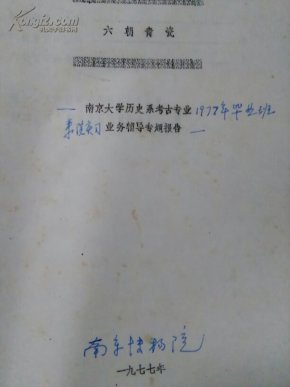 Kongfz.com
六朝青瓷
— 南京大学历史系考古专业1977年毕业班
实习业务辅导专题报告 —
南京博物院
一九七七年